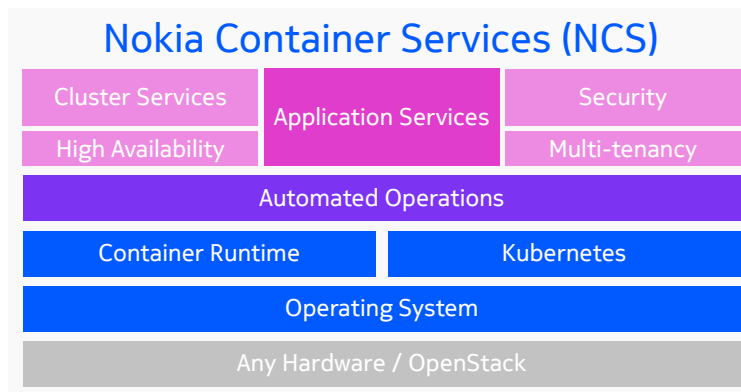 Nokia Container Services (NCS)
Cluster Services
Application Services
Security
High Availability
Multi-tenancy
Automated Operations
Container Runtime
Kubernetes
Operating System
Any Hardware / OpenStack